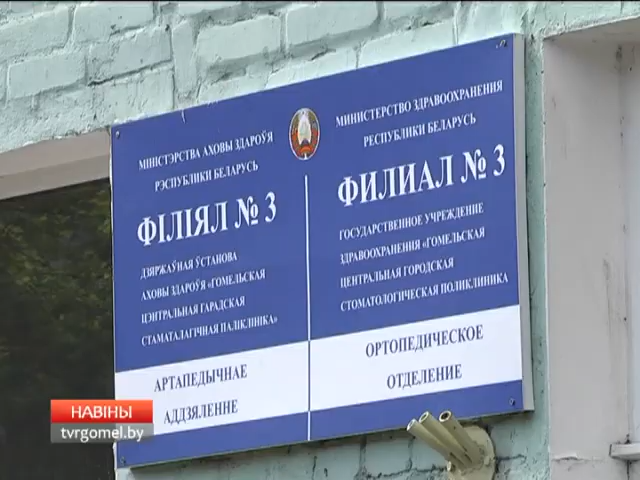 МІНІСТЭРСТВА АХОВЫ ЗДАРОЎЯ
РЭСПУБЛІКІ БЕЛАРУСЬ
ФІЛІЯЛ № 3
ДЗЯРЖАЎНАЯ ЎСТАНОВА
АХОВЫ ЗДАРОЎЯ «ГОМЕЛЬСКАЯ
ЦЭНТРАЛЬНАЯ ГАРАДСКАЯ
СТАМАТАЛАГІЧНАЯ ПАЛІКЛІНІКА»
АРТАПЕДЫЧНАЕ
АДДЗЯЛЕННЕ
МИНИСТЕРСТВО ЗДРАВООХРАНЕНИЯ
РЕСПУБЛИКИ БЕЛАРУСЬ
ФИЛИАЛ № 3
ГОСУДАРСТВЕННОЕ УЧРЕЖДЕНИЕ
ЗДРАВООХРАНЕНИЯ «ГОМЕЛЬСКАЯ
ЦЕНТРАЛЬНАЯ ГОРОДСКАЯ
СТОМАТОЛОГИЧЕСКАЯ ПОЛИКЛИНИКА
ОРТОПЕДИЧЕСКОЕ
ОТДЕЛЕНИЕ
НАВІНЫ
tvrgomel.by